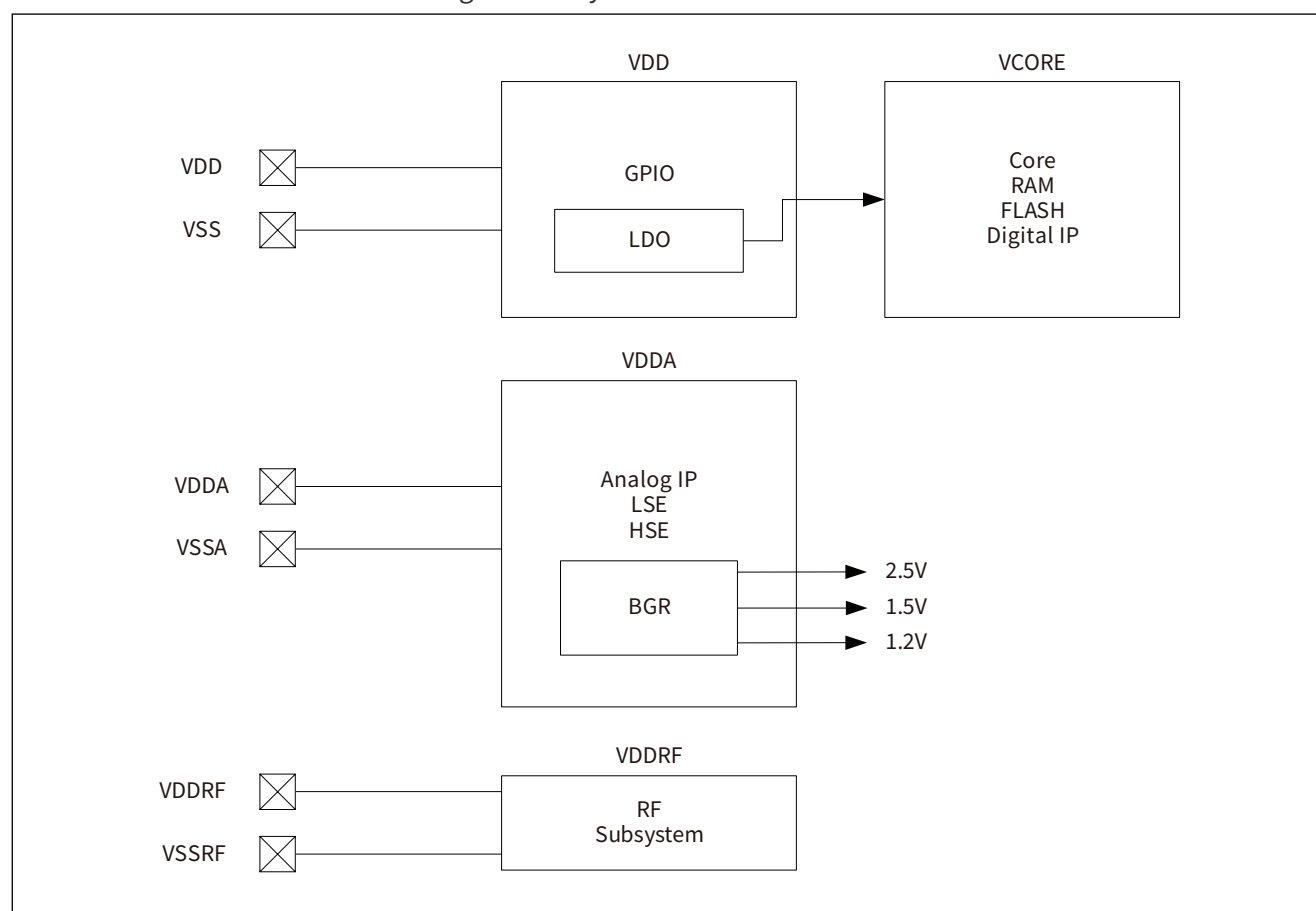 VDD
VCORE
VDD
GPIO
VSS
LDO
Core
RAM
FLASH
Digital IP
VDDA
VDDA
VSSA
Analog IP
LSE
HSE
BGR
2.5V
1.5V
1.2V
VDDRF
VDDRF
VSSRF
RF
Subsystem